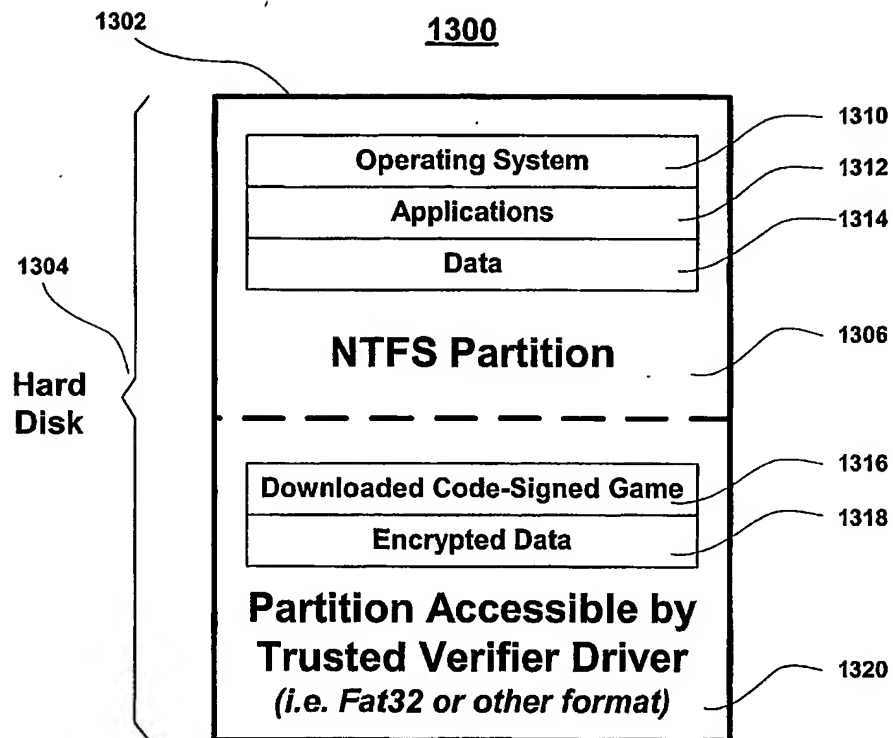 1302
1300
1310
Operating System
1312
Applications
1314
Data
1304
1306
NTFS Partition
Hard
Disk
1316
Downloaded Code-Signed Game
1318
Encrypted Data
Partition Accessible by
Trusted Verifier Driver
1320
(i.e. Fat32 or other format)